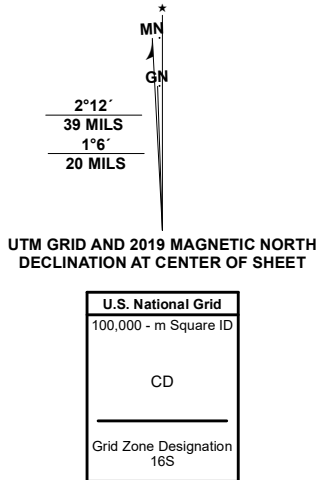 MN
GN
2°12´
39 MILS
1°6´
20 MILS
UTM GRID AND 2019 MAGNETIC NORTH
DECLINATION AT CENTER OF SHEET
U.S. National Grid
100,000 - m Square ID
CD
Grid Zone Designation
16S